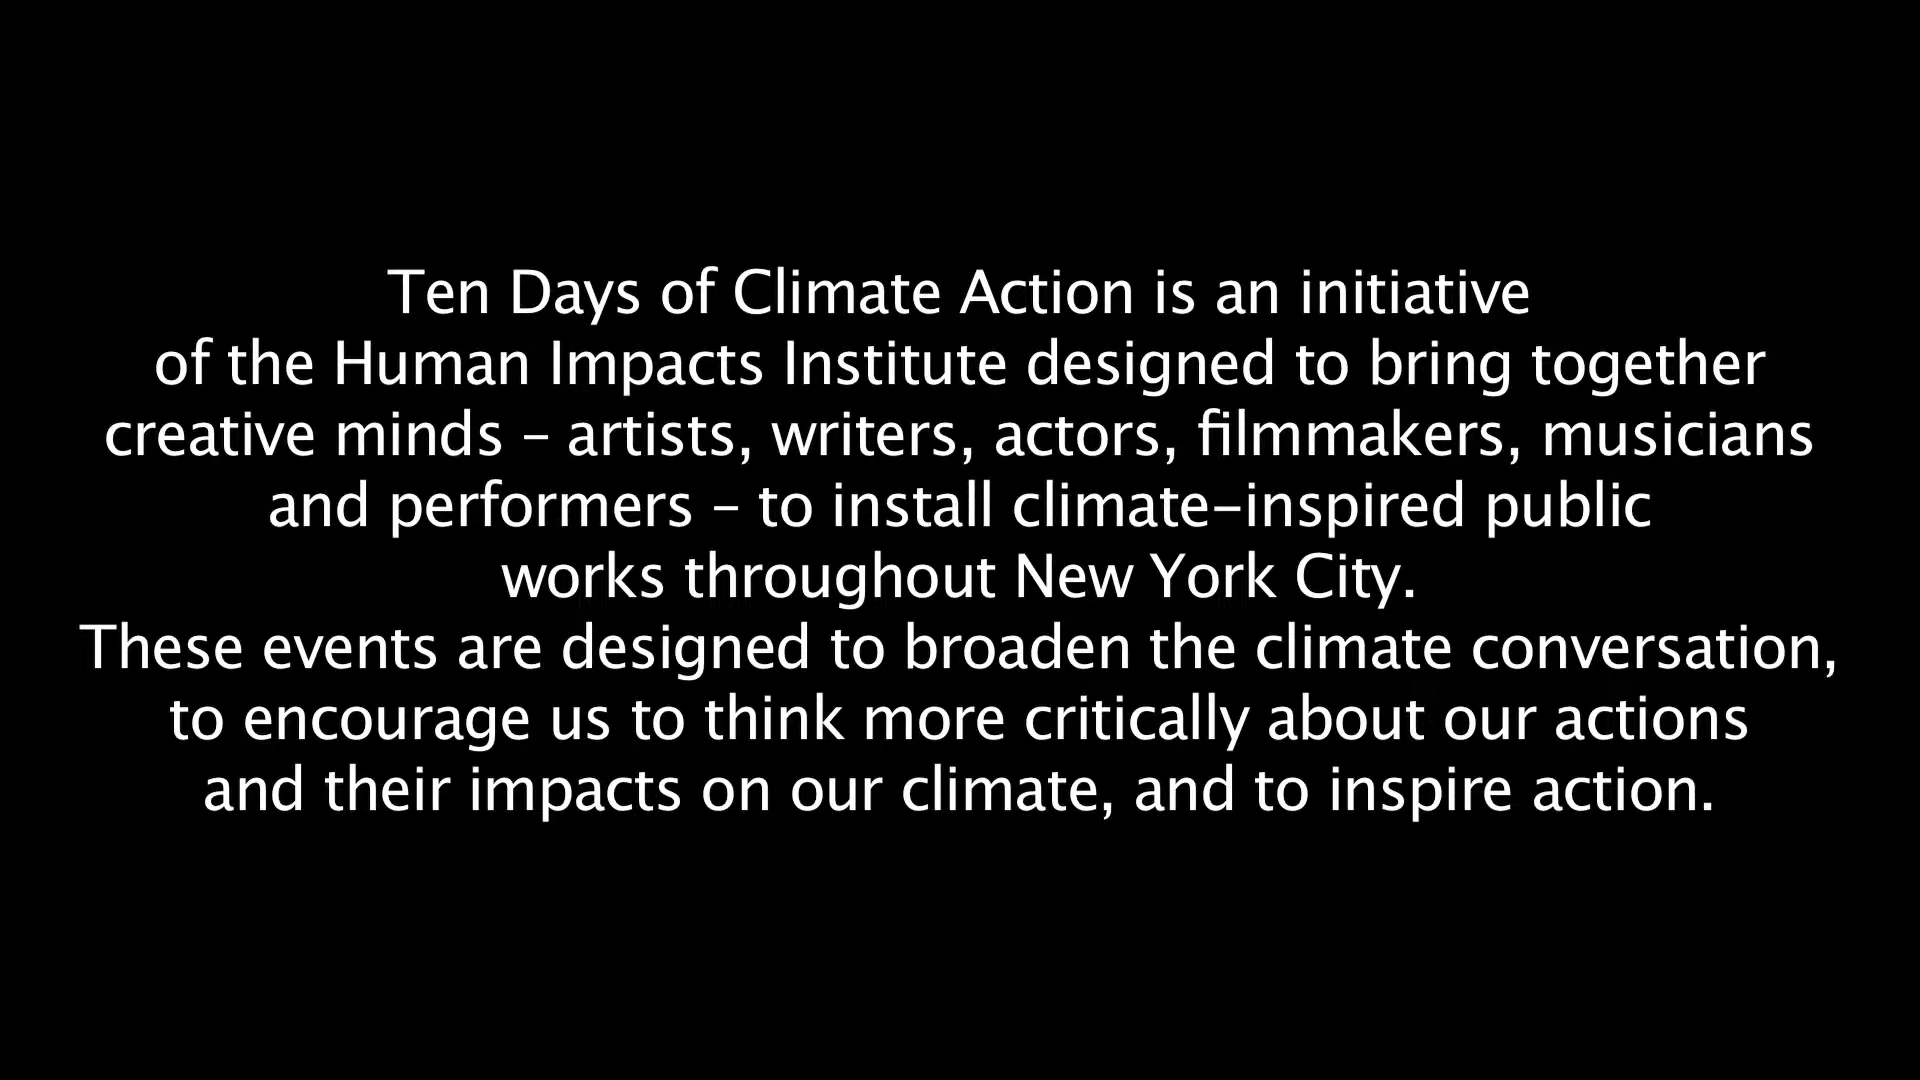 Ten Days of Climate Action is an initiative
of the Human Impacts Institute designed to bring together
creative minds – artists, writers, actors, filmmakers, musicians
and performers – to install climate-inspired public
works throughout New York City.
These events are designed to broaden the climate conversation,
to encourage us to think more critically about our actions
and their impacts on our climate, and to inspire action.